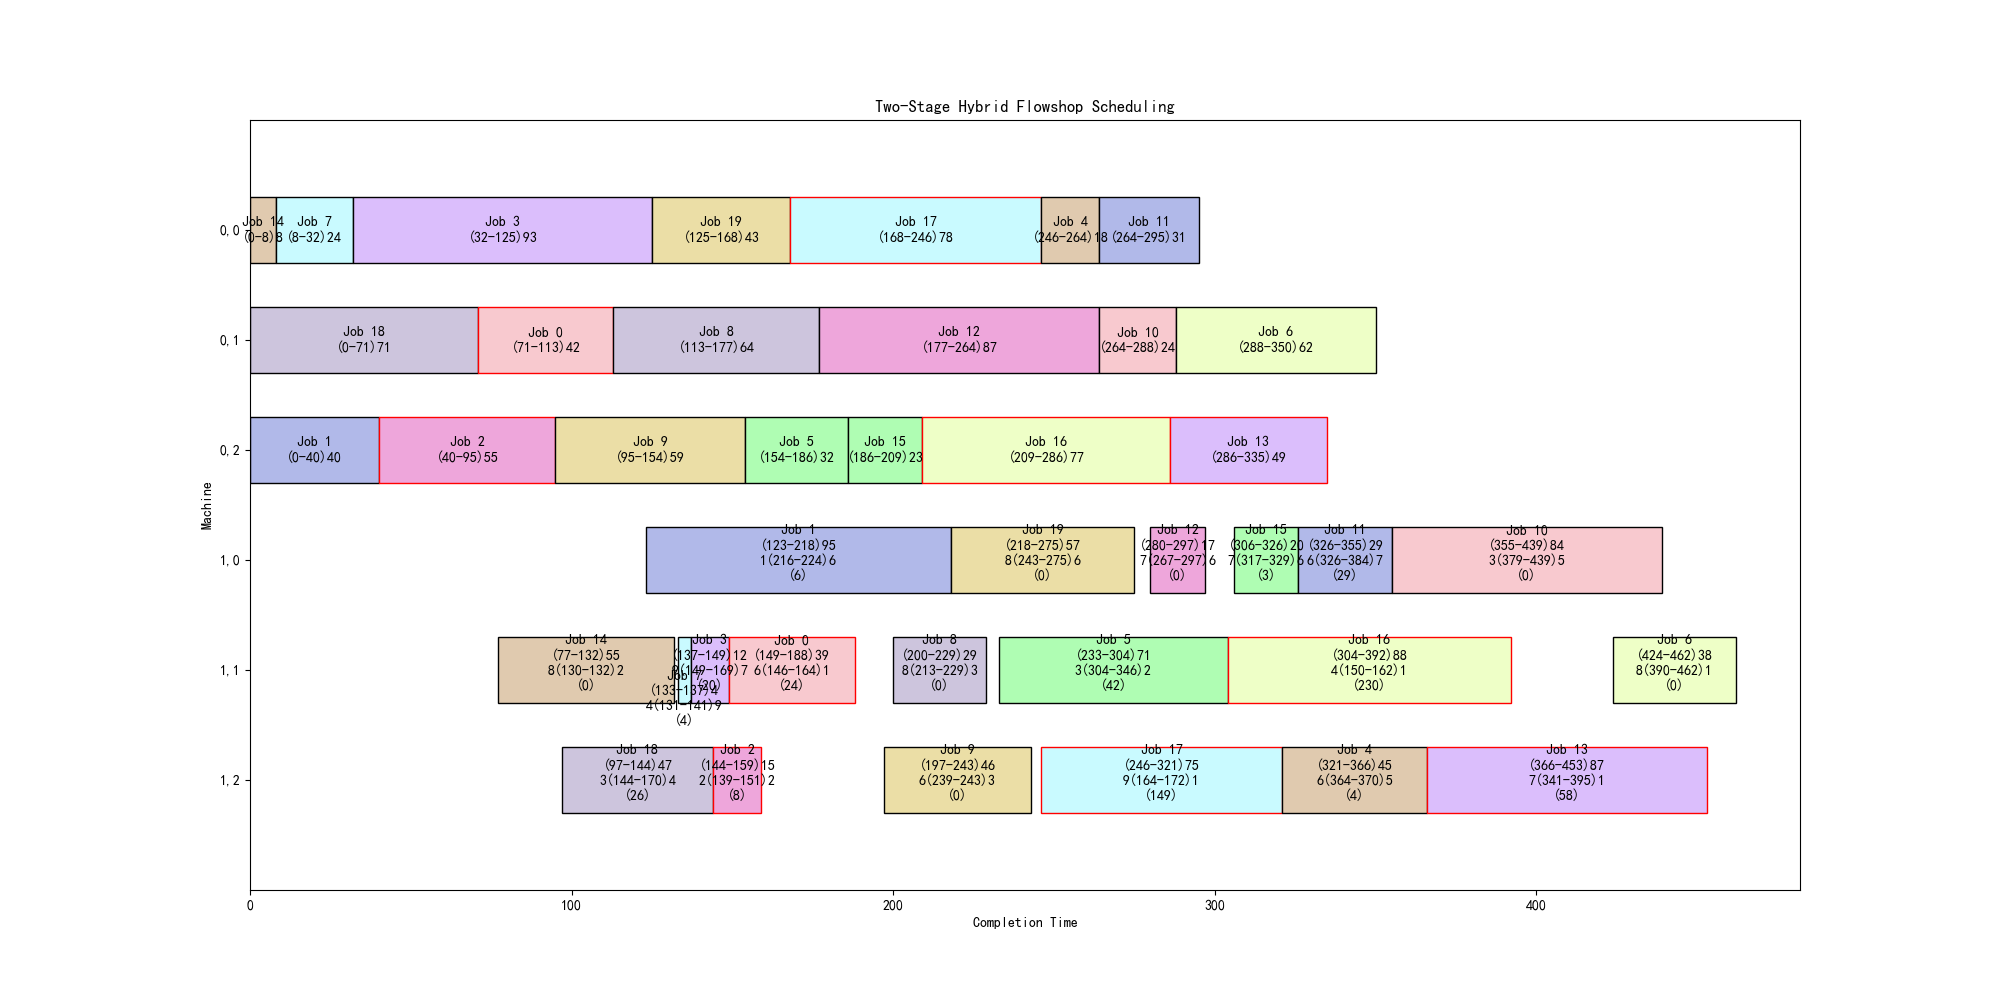 Two-Stage Hybrid Flowshop Scheduling
Machine
0,0
Job 14
(0-8)8
Job 7
(8-32)24
Job 3
(32-125)93
Job 19
(125-168)43
Job 17
(168-246)78
Job 4
(246-264)18
Job 11
(264-295)31
0,1
Job 18
(0-71)71
Job 0
(71-113)42
Job 8
(113-177)64
Job 12
(177-264)87
Job 10
(264-288)24
Job 6
(288-350)62
0,2
Job 1
(0-40)40
Job 2
(40-95)55
Job 9
(95-154)59
Job 5
(154-186)32
Job 15
(186-209)23
Job 16
(209-286)77
Job 13
(286-335)49
1,0
Job 1
(123-218)95
1(216-224)6
(6)
Job 19
(218-275)57
8(243-275)6
(0)
Job 12
(280-297)17
7(267-297)6
(0)
Job 15
(306-326)20
7(317-329)6
(3)
Job 11
(326-355)29
6(326-384)7
(29)
Job 10
(355-439)84
3(379-439)5
(0)
1,1
Job 14
(77-132)55
8(130-132)2
(0)
Job 7
(133-137)4
4(131-141)9
(4)
Job 3
(137-149)12
(149-169)7
(20)
Job 0
(149-188)39
6(146-164)1
(24)
Job 8
(200-229)29
8(213-229)3
(0)
Job 5
(233-304)71
3(304-346)2
(42)
Job 16
(304-392)88
4(150-162)1
(230)
Job 6
(424-462)38
8(390-462)1
(0)
1,2
Job 18
(97-144)47
3(144-170)4
(26)
Job 2
(144-159)15
2(139-151)2
(8)
Job 9
(197-243)46
6(239-243)3
(0)
Job 17
(246-321)75
9(164-172)1
(149)
Job 4
(321-366)45
6(364-370)5
(4)
Job 13
(366-453)87
7(341-395)1
(58)
0
100
200
300
400
Completion Time